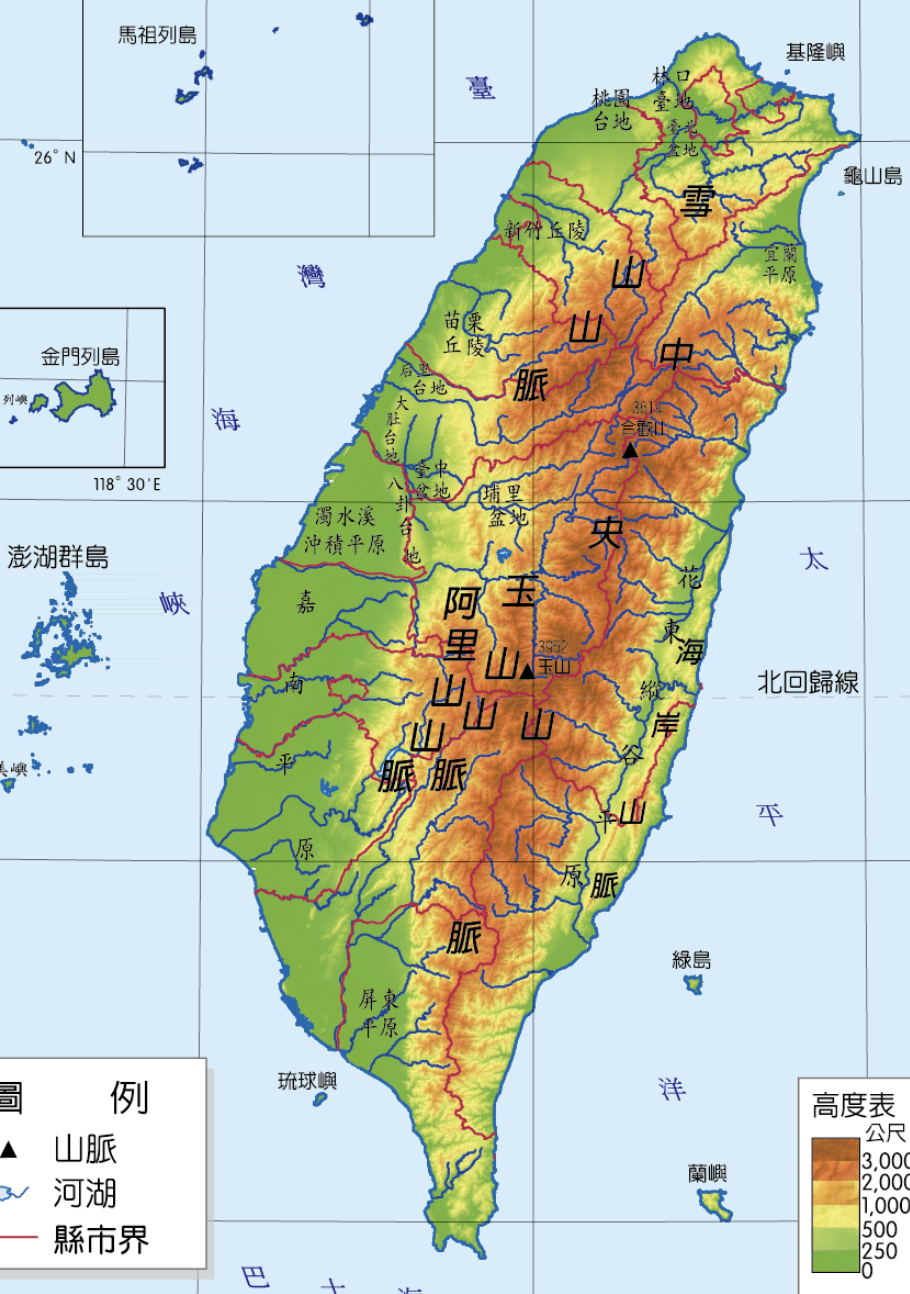 馬祖列島
基隆嶼
臺
林口
臺地
桃園
台地
臺北
盆地
26° N
龜山島
雪
新竹丘陵
宜蘭
平原
灣
山
苗栗
丘陵
山
中
金門列島
后里
台地
脈
列嶼
大肚台地
3814
合歡山
海
118° 30'E
臺中
盆地
八卦台地
埔里
盆地
濁水溪
沖積平原
央
澎湖群島
太
峽
嘉
阿
玉
花
里
山
3952
玉山
東
海
南
山
山
山
縱
岸
北回歸線
平
山
脈
脈
谷
美嶼
平
山
平
原
原
脈
脈
綠島
屏東
平原
琉球嶼
洋
圖 例
山脈
河湖
縣市界
蘭嶼
高度表
公尺
3,000
2,000
1,000
500
250
0
巴 士 海